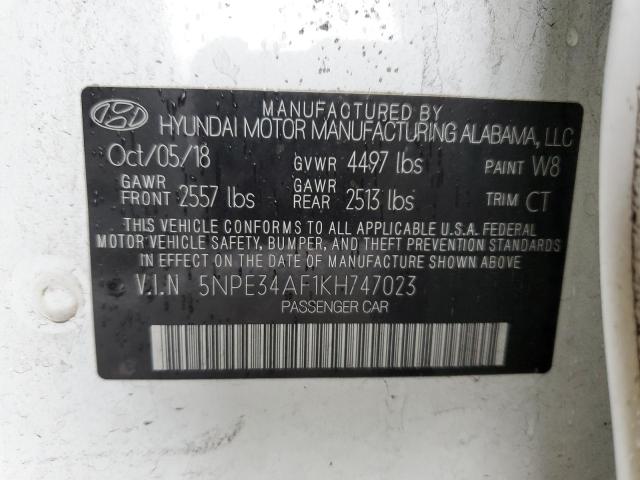 MANUFACTURED BY
HYUNDAI MOTOR MANUFACTURING ALABAMA, LLC
Oct/05/18 GVWR 4497 lbs PAINT W8
GAWR FRONT 2557 lbs GAWR REAR 2513 lbs TRIM CT
THIS VEHICLE CONFORMS TO ALL APPLICABLE U.S.A. FEDERAL
MOTOR VEHICLE SAFETY, BUMPER, AND THEFT PREVENTION STANDARDS
IN EFFECT ON THE DATE OF MANUFACTURE SHOWN ABOVE.
V.I.N 5NPE34AF1KH747023
PASSENGER CAR